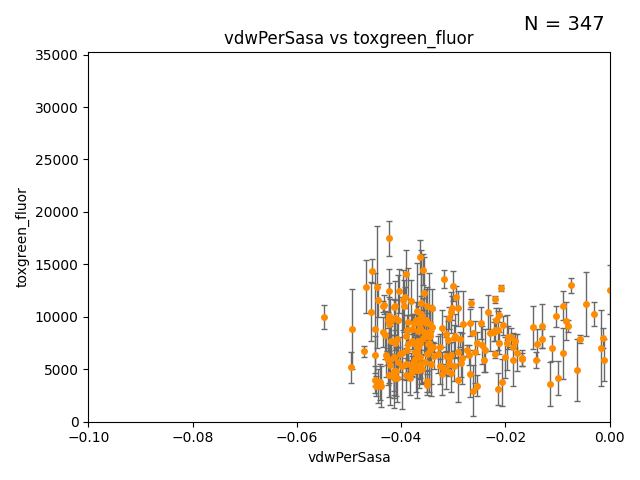 N = 347
vdwPerSasa vs toxgreen_fluor
35000
30000
25000
20000
15000
10000
5000
0
toxgreen_fluor
−0.10 −0.08 −0.06 −0.04 −0.02 0.00
vdwPerSasa